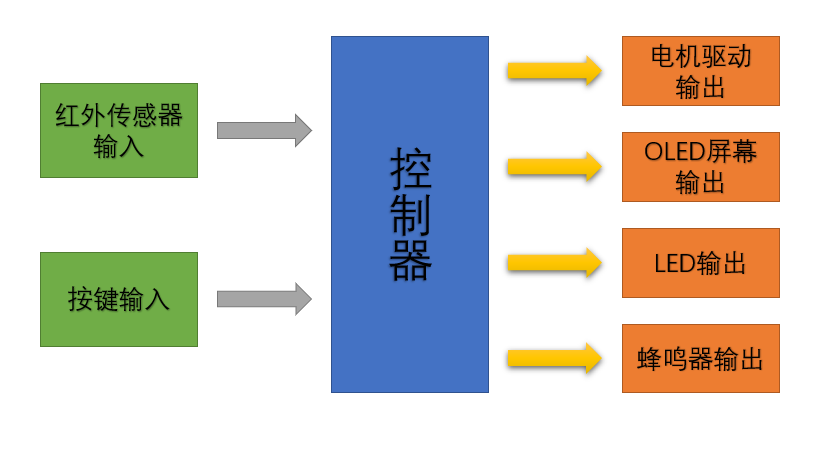 红外传感器
输入
按键输入
控
制
器
电机驱动
输出
OLED屏幕
输出
LED输出
蜂鸣器输出